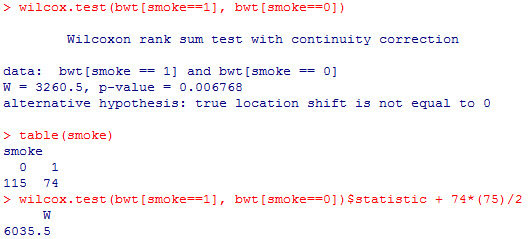 > wilcox.test(bwt[smoke==1], bwt[smoke==0])
Wilcoxon rank sum test with continuity correction
data:  bwt[smoke == 1] and bwt[smoke == 0]
W = 3260.5, p-value = 0.006768
alternative hypothesis: true location shift is not equal to 0
> table(smoke)
smoke
0   1
115  74
> wilcox.test(bwt[smoke==1], bwt[smoke==0])$statistic + 74*(75)/2
W
6035.5